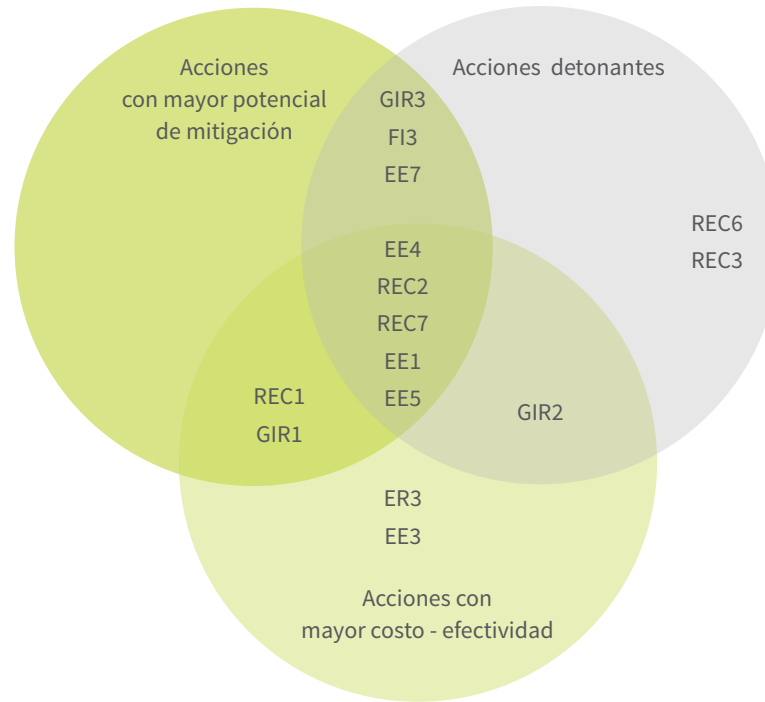 Acciones
con mayor potencial
de mitigación
Acciones detonantes
GIR3
FI3
EE7
REC6
REC3
EE4
REC2
REC7
EE1
EE5
REC1
GIR1
GIR2
ER3
EE3
Acciones con
mayor costo - efectividad